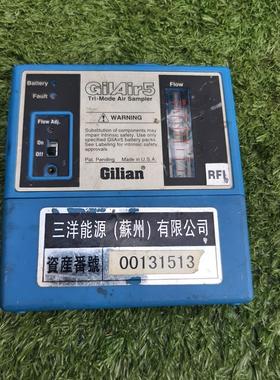 GilAir5
Tri-Mode Air Sampler
Battery
Fault
Flow
Flow Adj.
On
Off
WARNING
Substitution of components may
impair intrinsic safety. Use only
specified GilAir5 battery packs.
See Labeling for intrinsic safety
approvals.
Pat. Pending Made in U.S.A.
Gilian
RFI
三洋能源（蘇州）有限公司
資産番號 00131513